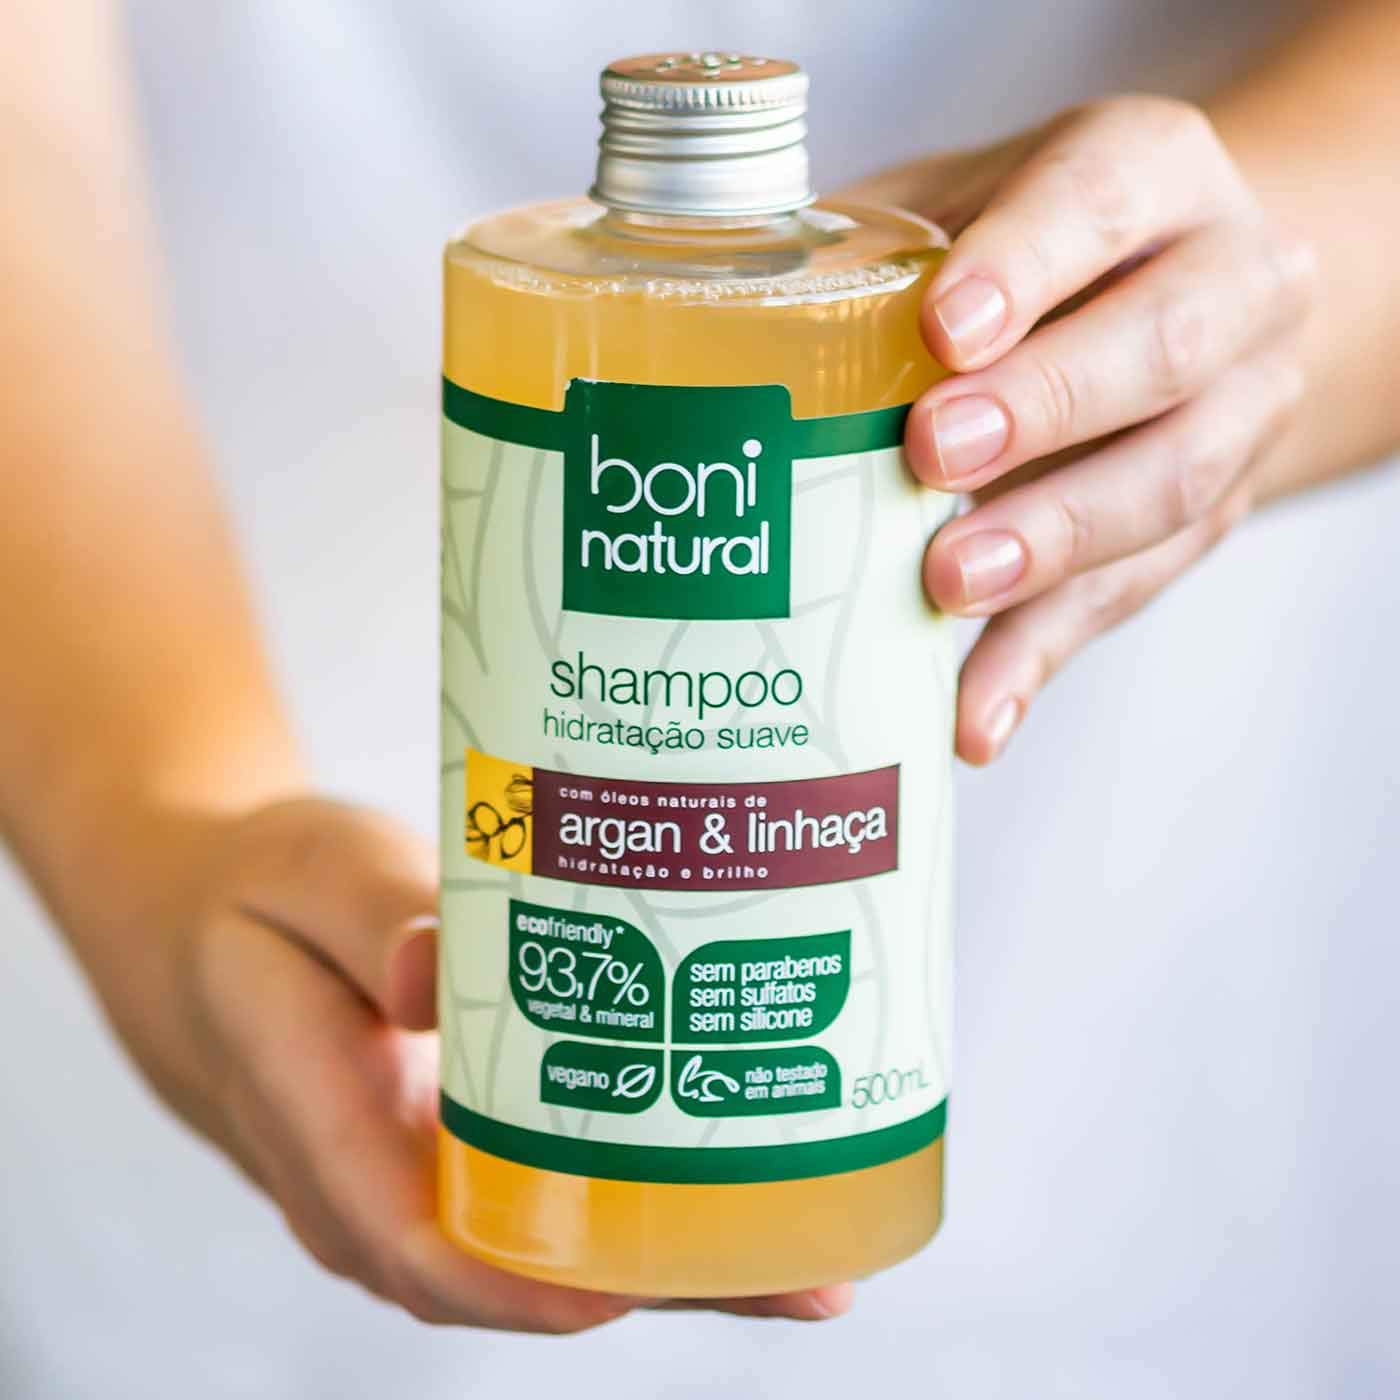 boni
natural
shampoo
hidratação suave
com óleos naturais de
argan & linhaça
hidratação e brilho
ecofriendly*
93,7%
vegetal & mineral
sem parabenos
sem sulfatos
sem silicone
vegano
não testado
em animais
500mL